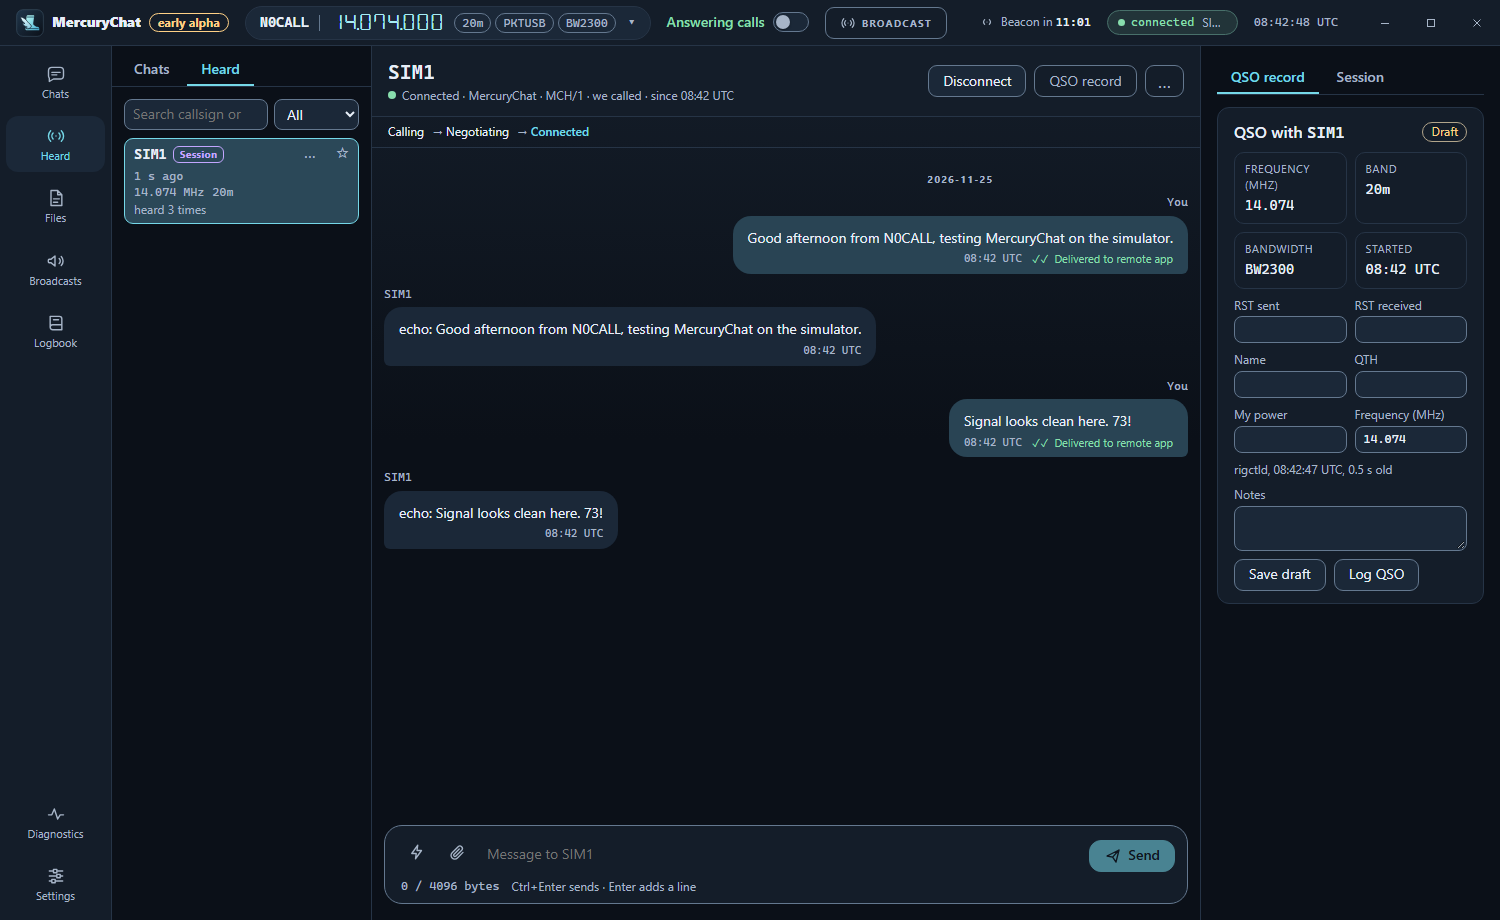 MercuryChat early alpha N0CALL 14.074.000 20m PKTUSB BW2300 Answering calls BROADCAST Beacon in 11:01 connected SI... 08:42:48 UTC
Chats
Heard
Files
Broadcasts
Logbook
Diagnostics
Settings
Chats Heard
Search callsign or All
SIM1 Session ...
1 s ago
14.074 MHz 20m
heard 3 times
SIM1
Connected · MercuryChat · MCH/1 · we called · since 08:42 UTC
Disconnect QSO record ...
Calling → Negotiating → Connected
2026-11-25
You
Good afternoon from N0CALL, testing MercuryChat on the simulator.
08:42 UTC ✓✓ Delivered to remote app
SIM1
echo: Good afternoon from N0CALL, testing MercuryChat on the simulator.
08:42 UTC
You
Signal looks clean here. 73!
08:42 UTC ✓✓ Delivered to remote app
SIM1
echo: Signal looks clean here. 73!
08:42 UTC
Message to SIM1
Send
0 / 4096 bytes Ctrl+Enter sends · Enter adds a line
QSO record Session
QSO with SIM1 Draft
FREQUENCY (MHZ)
14.074
BAND
20m
BANDWIDTH
BW2300
STARTED
08:42 UTC
RST sent RST received
Name QTH
My power Frequency (MHz)
14.074
rigctld, 08:42:47 UTC, 0.5 s old
Notes
Save draft Log QSO